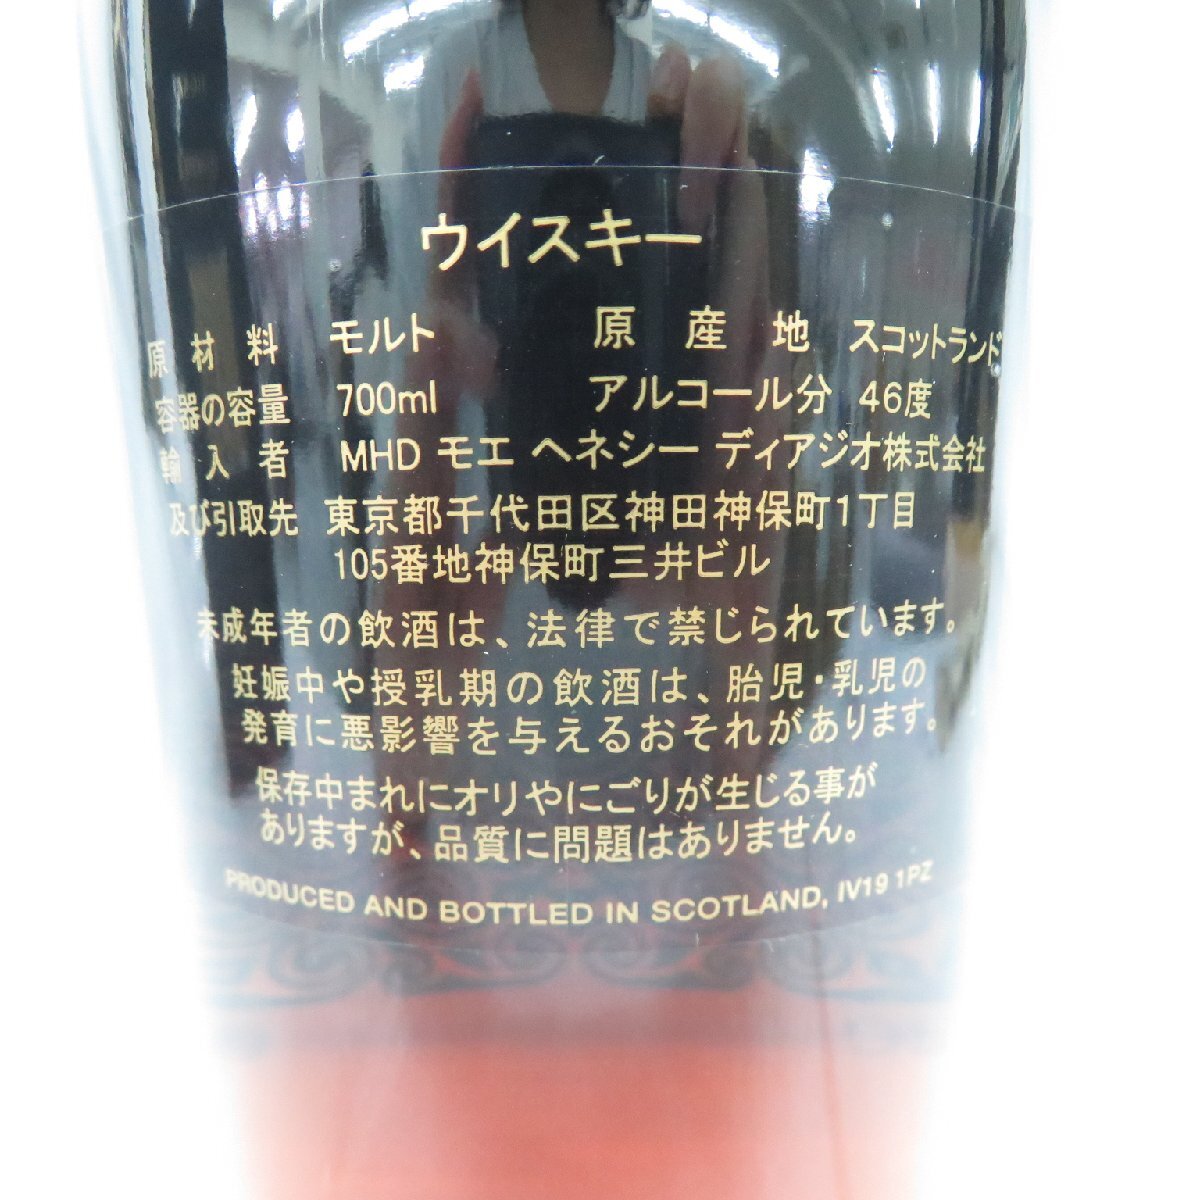 ウイスキー
原材料 モルト 原産地 スコットランド
容器の容量 700ml アルコール分 46度
輸入者 MHD モエ ヘネシー ディアジオ株式会社
及び引取先 東京都千代田区神田神保町1丁目
105番地神保町三井ビル
未成年者の飲酒は、法律で禁じられています。
妊娠中や授乳期の飲酒は、胎児・乳児の
発育に悪影響を与えるおそれがあります。
保存中まれにオリやにごりが生じる事が
ありますが、品質に問題はありません。
PRODUCED AND BOTTLED IN SCOTLAND, IV19 1PZ